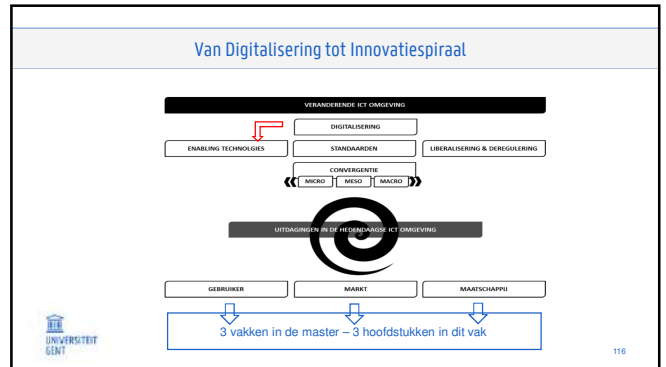 Van Digitalisering tot Innovatiespiraal
VERANDERENDE ICT OMGEVING
DIGITALISERING
ENABLING TECHNOLGIES
STANDAARDEN
LIBERALISERING & DEREGULERING
CONVERGENTIE
MICRO
MESO
MACRO
UITDAGINGEN IN DE HEDENDAAGSE ICT OMGEVING
GEBRUIKER
MARKT
MAATSCHAPPIJ
3 vakken in de master – 3 hoofdstukken in dit vak
UNIVERSITEIT
GENT
116